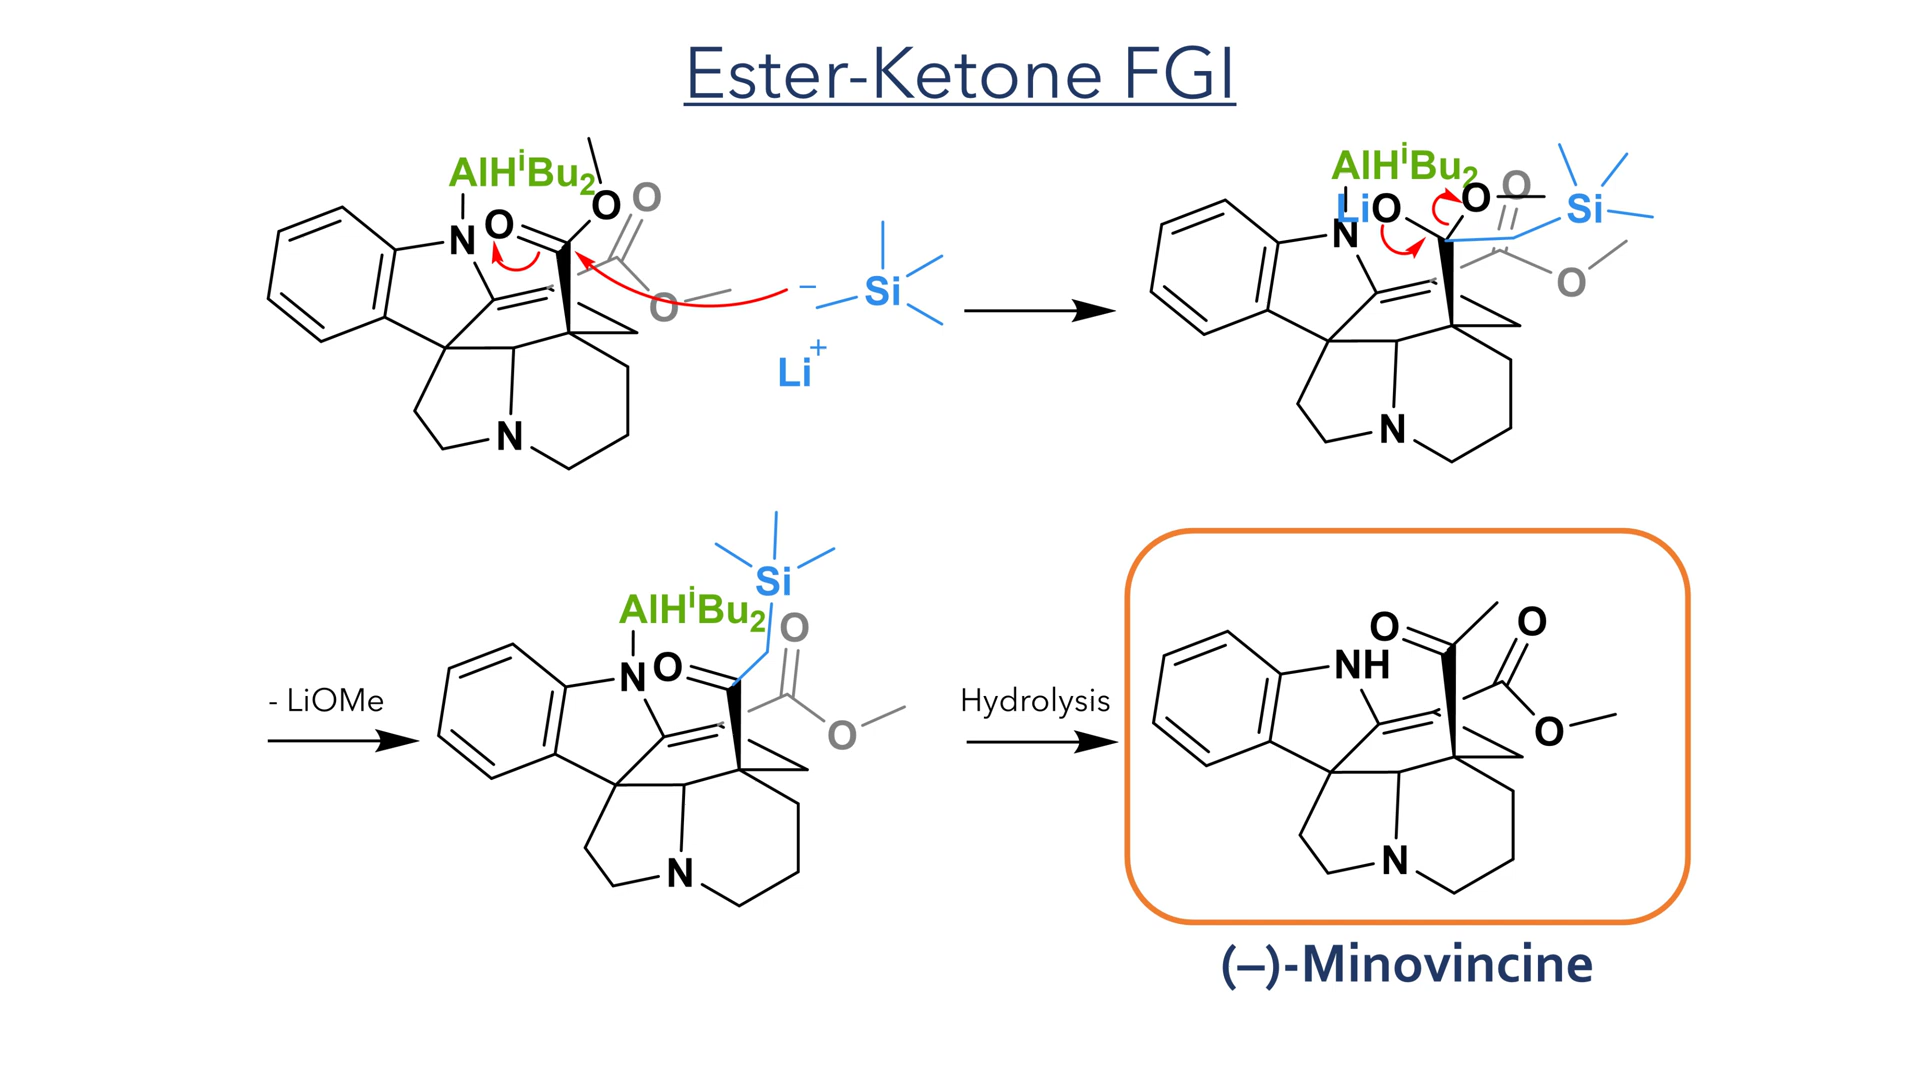 Ester-Ketone FGI
AlHⁱBu₂
O
O
O
N
O
−
Si
Li⁺
N
AlHⁱBu₂
O
LiO
O
Si
N
O
N
Si
AlHⁱBu₂
O
N
O
O
N
- LiOMe
Hydrolysis
O
O
NH
O
N
(–)-Minovincine